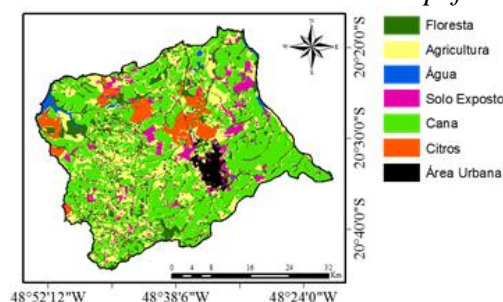 Floresta
Agricultura
Água
Solo Exposto
Cana
Citros
Área Urbana
20°20'0"S
20°30'0"S
20°40'0"S
0 4 8 16 24 32
Km
48°52'12"W 48°38'6"W 48°24'0"W